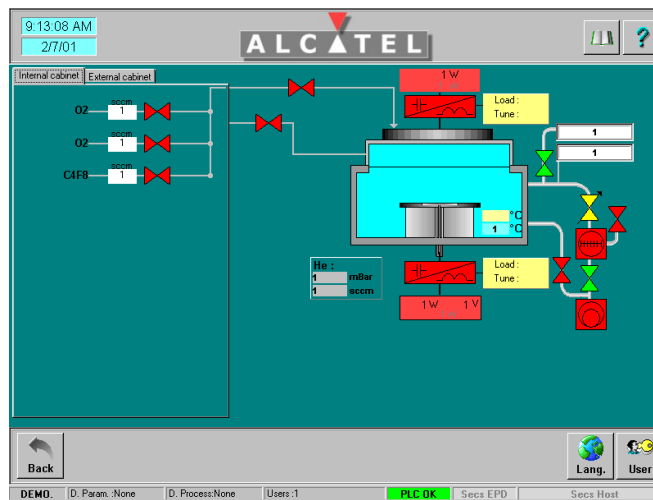 9:13:08 AM
2/7/01
ALCATEL
?
Internal cabinet
External cabinet
1 W
Load :
Tune :
sccm
O2
1
sccm
O2
1
sccm
C4F8
1
1
1
°C
1 °C
He :
1 mBar
1 sccm
Load :
Tune :
1 W 1 V
Back
Lang.
User
DEMO.
D. Param. :None
D. Process:None
Users :1
PLC OK
Secs EPD
Secs Host